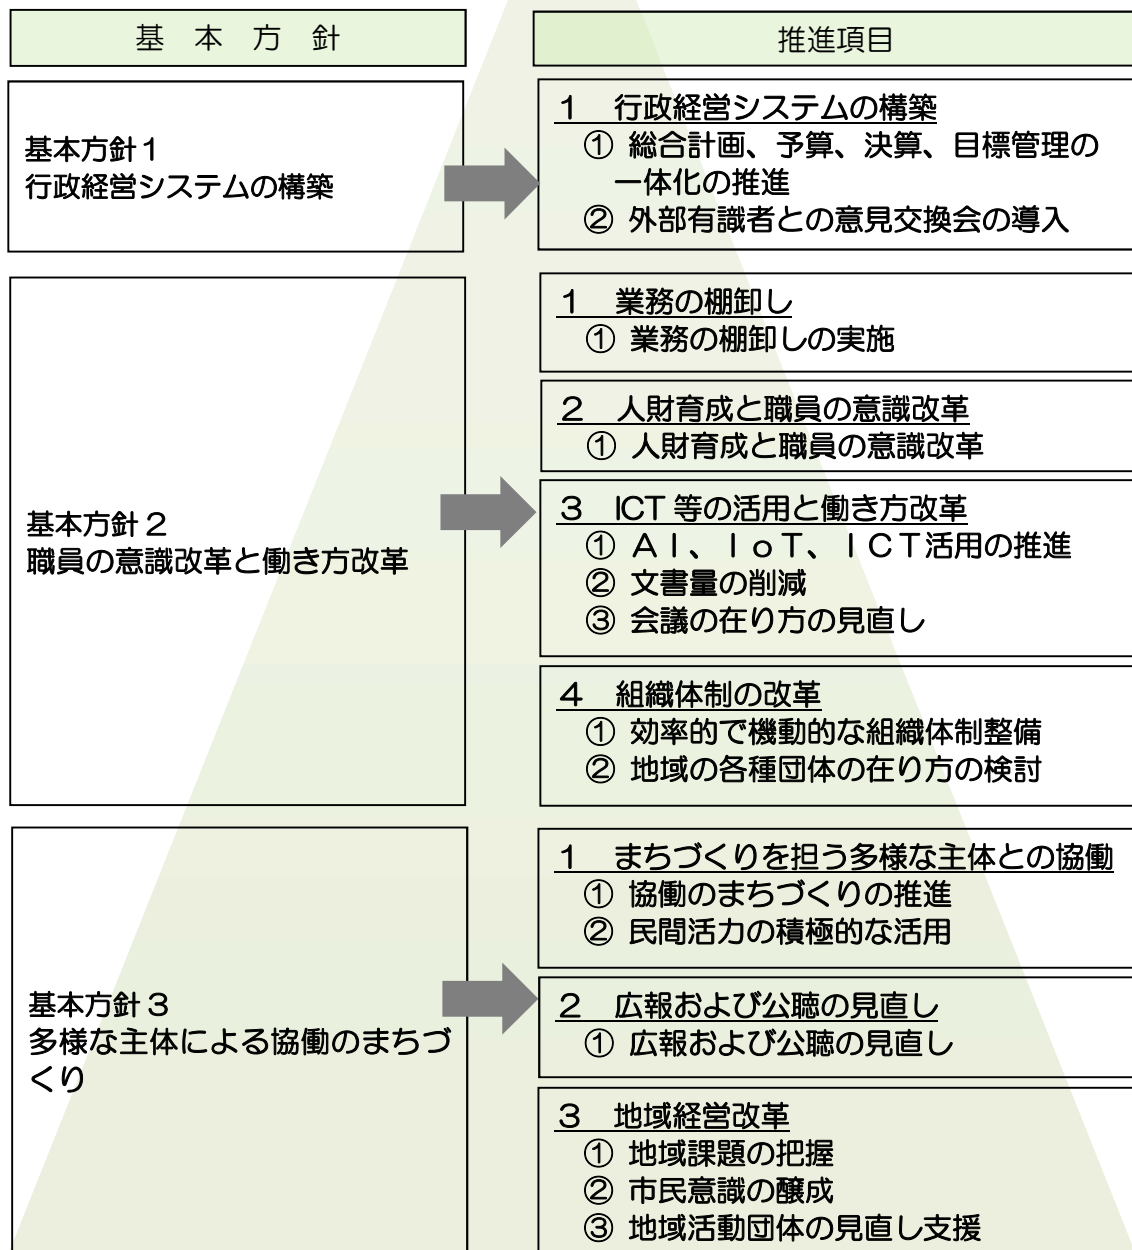 基 本 方 針
推進項目
基本方針１
行政経営システムの構築
１ 行政経営システムの構築
① 総合計画、予算、決算、目標管理の
一体化の推進
② 外部有識者との意見交換会の導入
基本方針２
職員の意識改革と働き方改革
１ 業務の棚卸し
① 業務の棚卸しの実施
２ 人財育成と職員の意識改革
① 人財育成と職員の意識改革
３ ICT 等の活用と働き方改革
① ＡＩ、ＩｏＴ、ＩＣＴ活用の推進
② 文書量の削減
③ 会議の在り方の見直し
４ 組織体制の改革
① 効率的で機動的な組織体制整備
② 地域の各種団体の在り方の検討
基本方針３
多様な主体による協働のまちづ
くり
１ まちづくりを担う多様な主体との協働
① 協働のまちづくりの推進
② 民間活力の積極的な活用
２ 広報および公聴の見直し
① 広報および公聴の見直し
３ 地域経営改革
① 地域課題の把握
② 市民意識の醸成
③ 地域活動団体の見直し支援